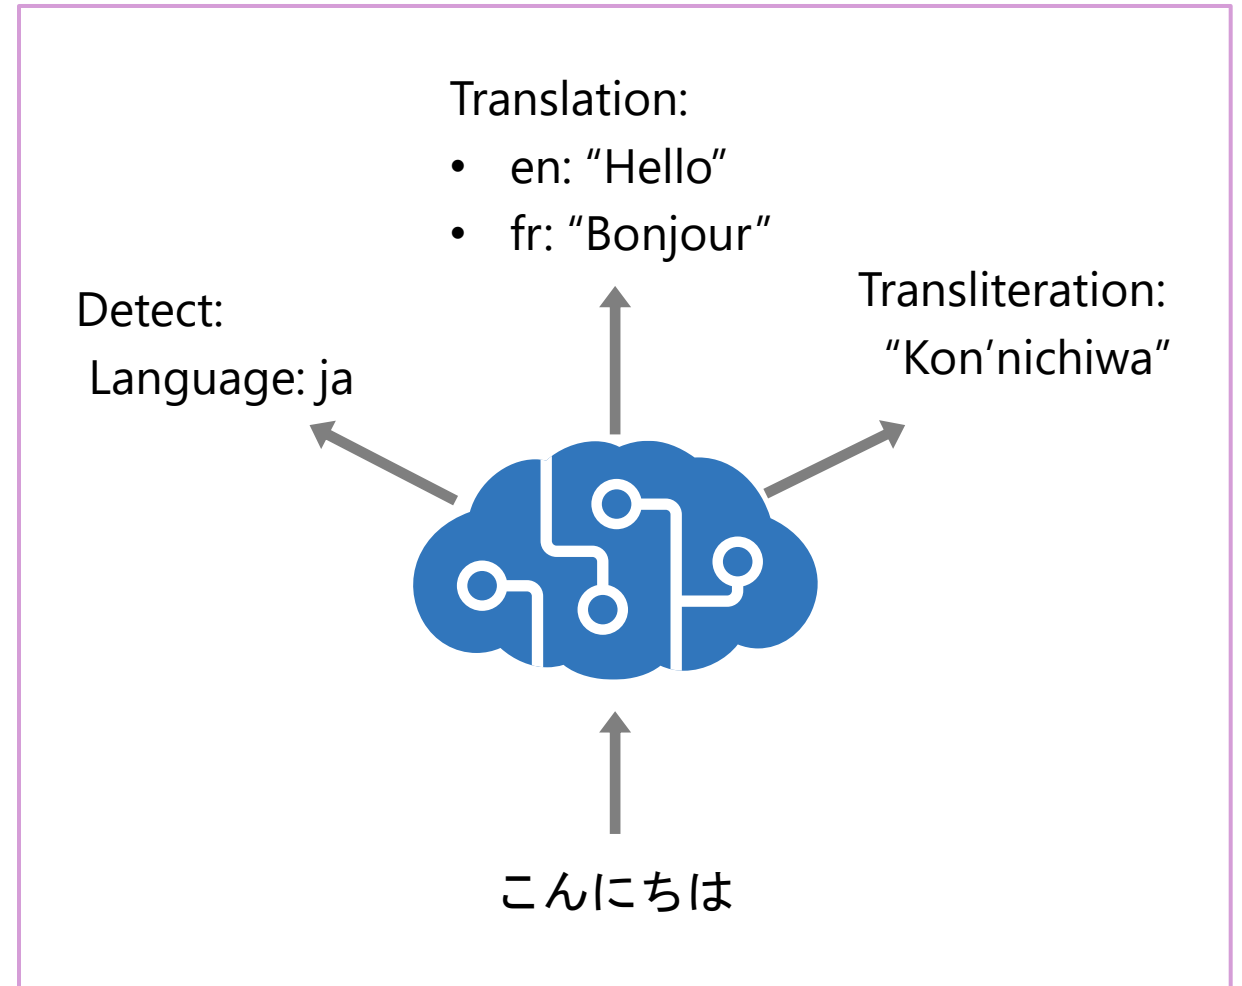 Translation:
• en: “Hello”
• fr: “Bonjour”
Detect:
Language: ja
Transliteration:
“Kon’nichiwa”
こんにちは